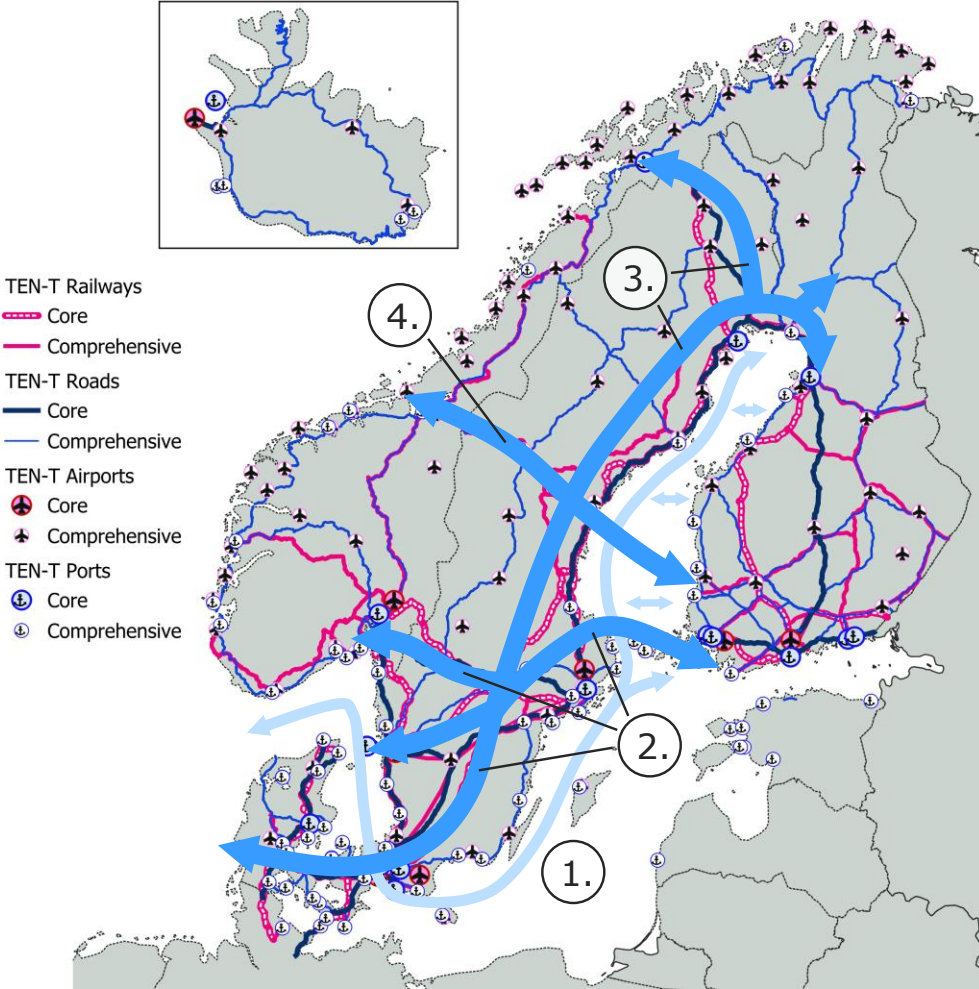 TEN-T Railways
Core
Comprehensive
TEN-T Roads
Core
Comprehensive
TEN-T Airports
Core
Comprehensive
TEN-T Ports
Core
Comprehensive
3.
4.
2.
1.